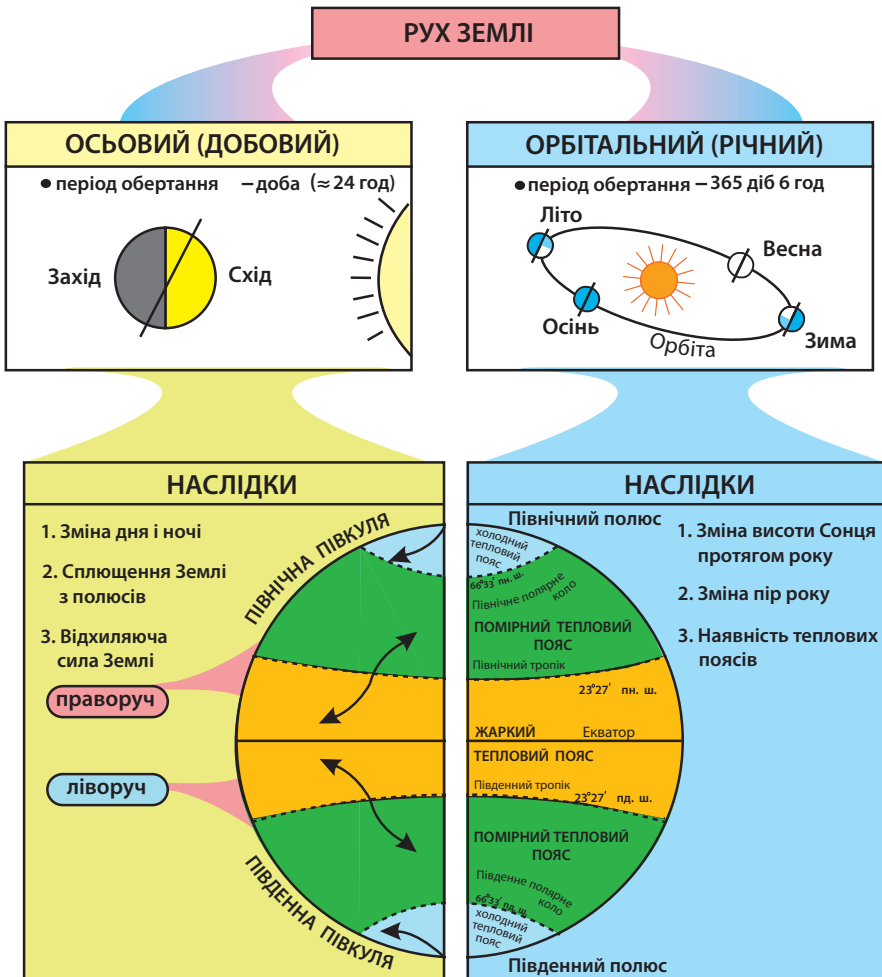 РУХ ЗЕМЛІ
ОСЬОВИЙ (ДОБОВИЙ)
● період обертання – доба (≈ 24 год)
Захід
Схід
ОРБІТАЛЬНИЙ (РІЧНИЙ)
● період обертання – 365 діб 6 год
Літо
Весна
Осінь
Зима
Орбіта
НАСЛІДКИ
1. Зміна дня і ночі
2. Сплющення Землі
з полюсів
3. Відхиляюча
сила Землі
праворуч
ліворуч
ПІВНІЧНА ПІВКУЛЯ
ПІВДЕННА ПІВКУЛЯ
НАСЛІДКИ
Північний полюс
1. Зміна висоти Сонця
протягом року
2. Зміна пір року
3. Наявність теплових
поясів
холодний
тепловий
пояс
66°33′ пн. ш.
Північне полярне
коло
ПОМІРНИЙ ТЕПЛОВИЙ
ПОЯС
Північний тропік
23°27′ пн. ш.
ЖАРКИЙ
Екватор
ТЕПЛОВИЙ ПОЯС
Південний тропік
23°27′ пд. ш.
ПОМІРНИЙ ТЕПЛОВИЙ
ПОЯС
Південне полярне
коло
66°33′
холодний
тепловий
пояс
Південний полюс